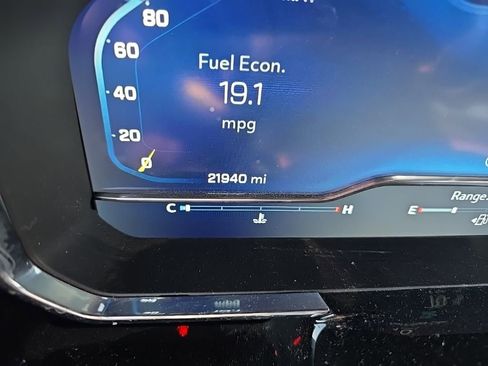 80
60
40
20
0
Fuel Econ.
19.1
mpg
21940 mi
C H
Range:
E